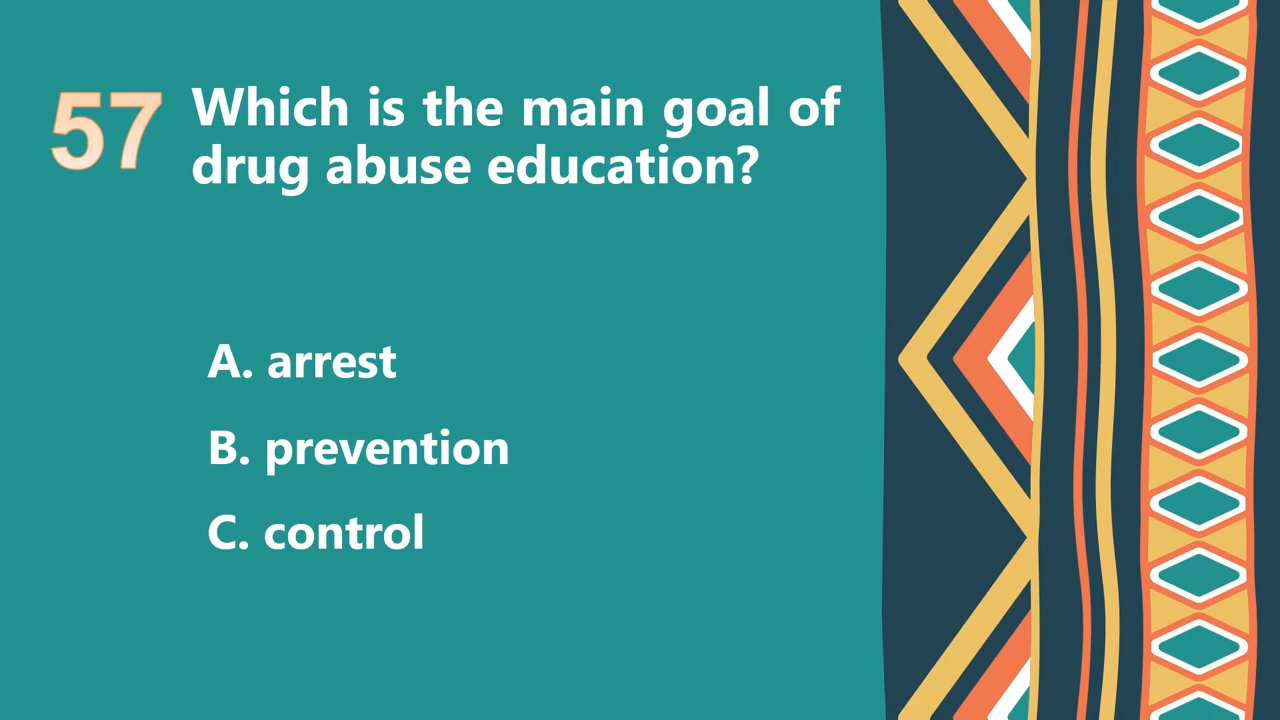 57 Which is the main goal of
drug abuse education?
A. arrest
B. prevention
C. control